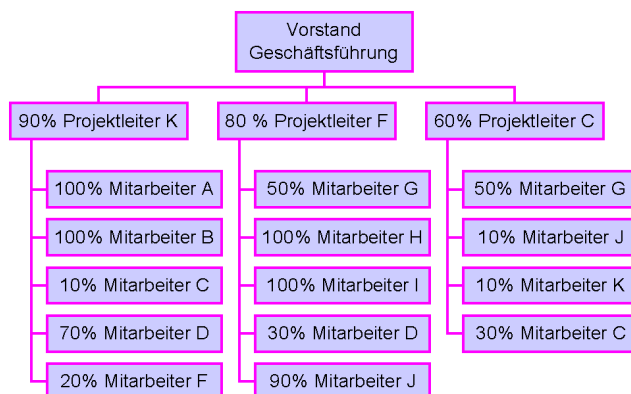 Vorstand
Geschäftsführung
90% Projektleiter K
80 % Projektleiter F
60% Projektleiter C
100% Mitarbeiter A
50% Mitarbeiter G
50% Mitarbeiter G
100% Mitarbeiter B
100% Mitarbeiter H
10% Mitarbeiter J
10% Mitarbeiter C
100% Mitarbeiter I
10% Mitarbeiter K
70% Mitarbeiter D
30% Mitarbeiter D
30% Mitarbeiter C
20% Mitarbeiter F
90% Mitarbeiter J